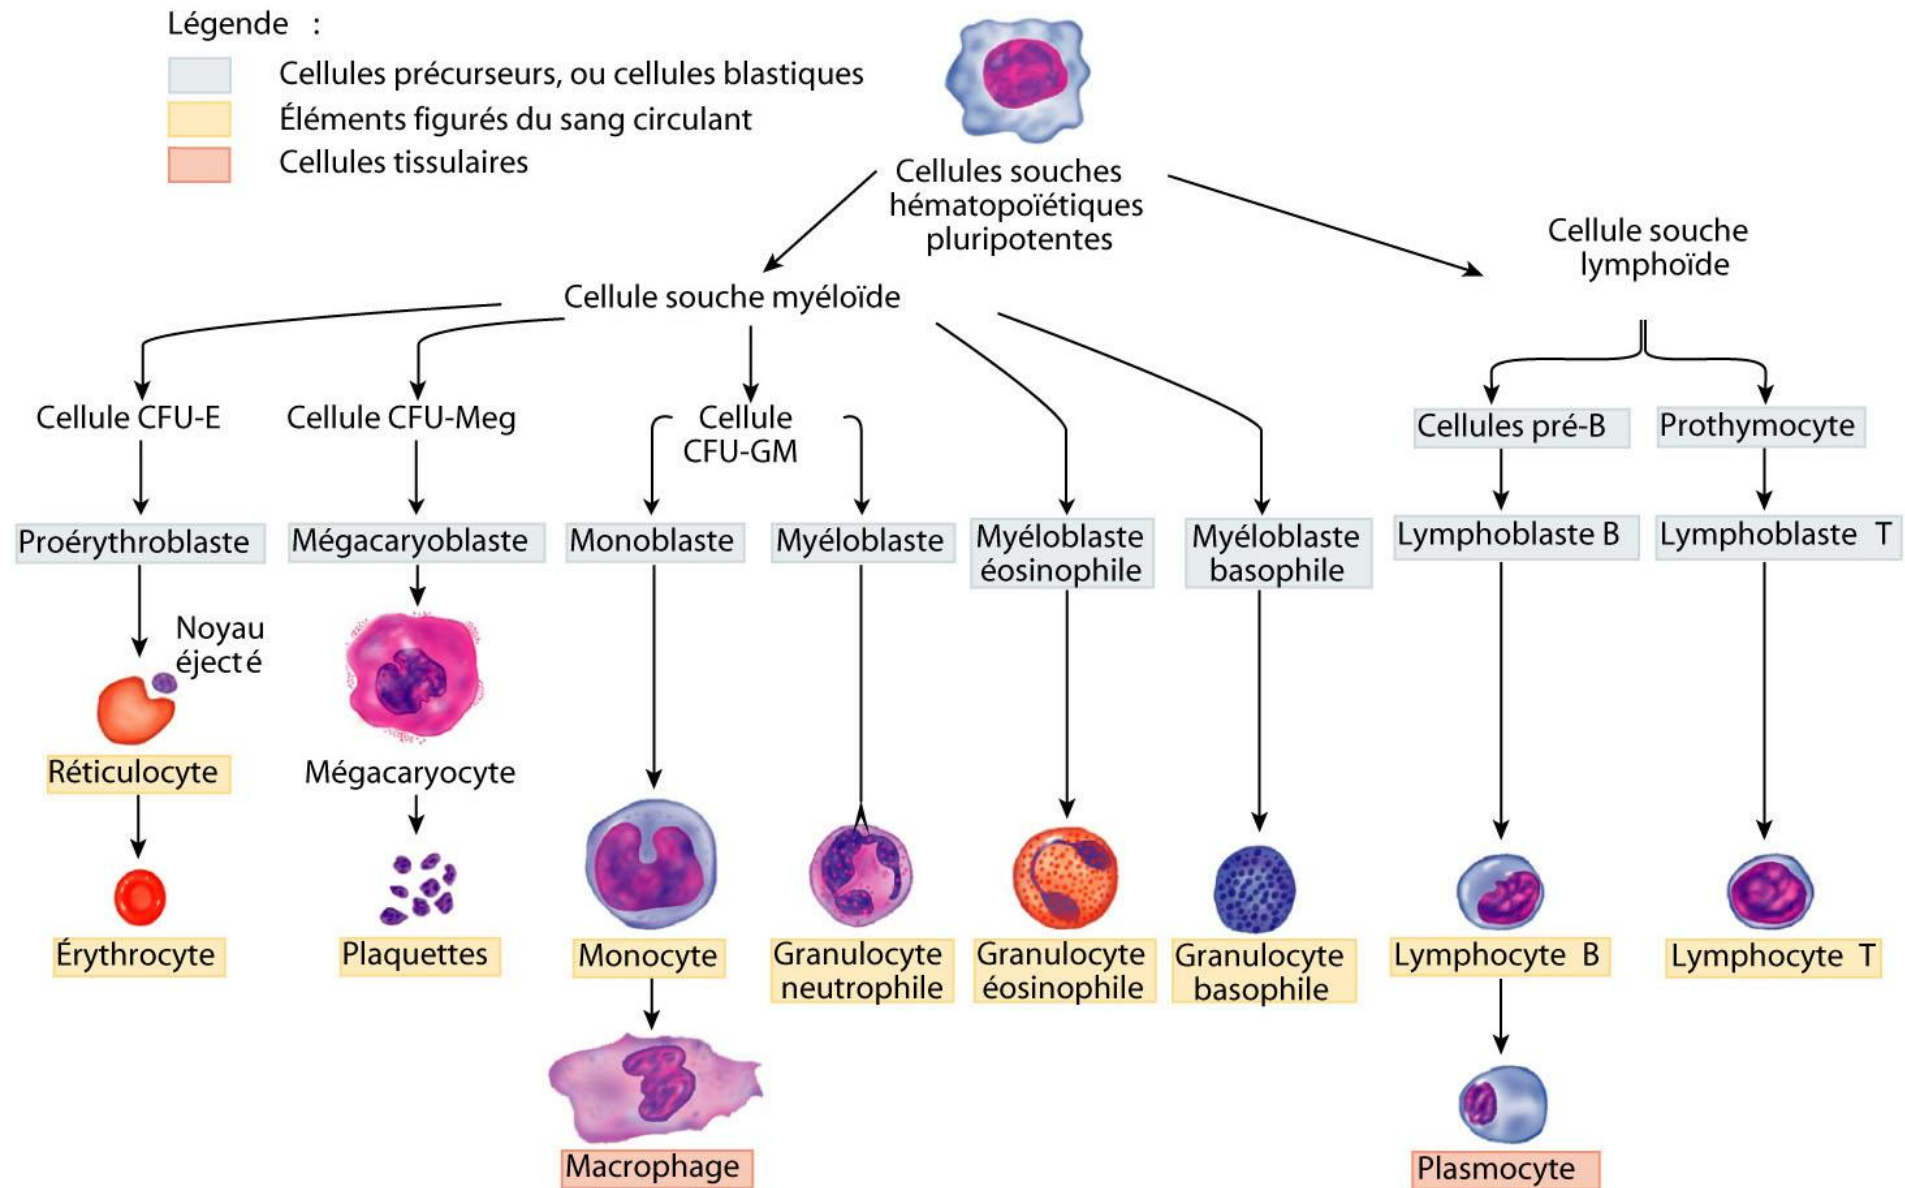 Légende :
Cellules précurseurs, ou cellules blastiques
Éléments figurés du sang circulant
Cellules tissulaires
Cellules souches
hématopoïétiques
pluripotentes
Cellule souche
lymphoïde
Cellule souche myéloïde
Cellule CFU-E
Cellule CFU-Meg
Cellule
CFU-GM
Cellules pré-B
Prothymocyte
Proérythroblaste
Mégacaryoblaste
Monoblaste
Myéloblaste
Myéloblaste
éosinophile
Myéloblaste
basophile
Lymphoblaste B
Lymphoblaste T
Noyau
éjecté
Réticulocyte
Mégacaryocyte
Érythrocyte
Plaquettes
Monocyte
Granulocyte
neutrophile
Granulocyte
éosinophile
Granulocyte
basophile
Lymphocyte B
Lymphocyte T
Macrophage
Plasmocyte